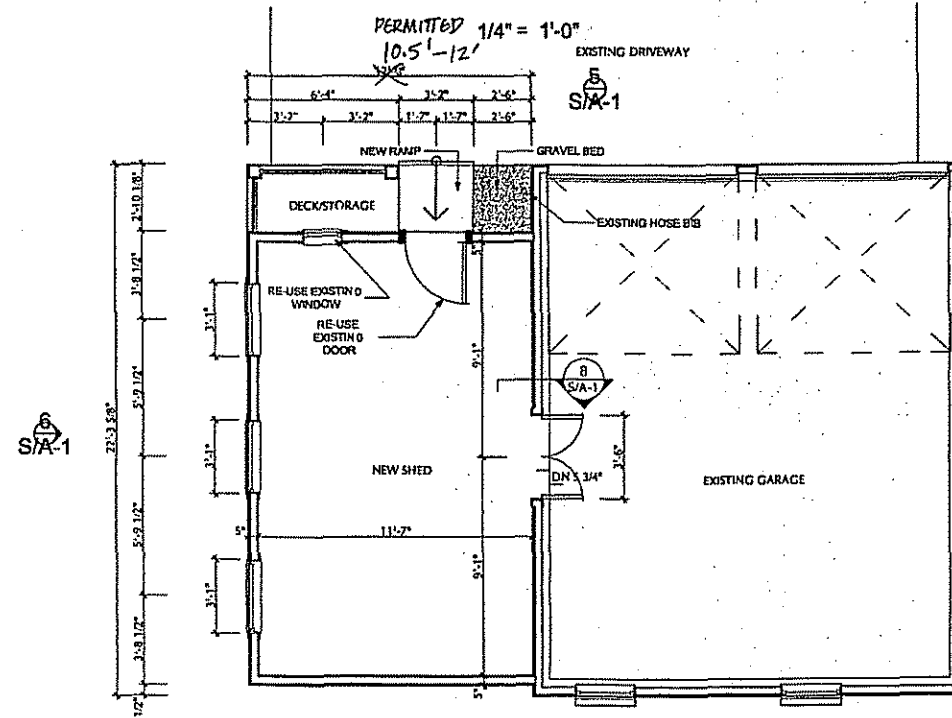 PERMITTED 1/4" = 1'-0"
10.5'-12'
EXISTING DRIVEWAY
5
S/A-1
6'-4" 3'-2" 2'-6"
3'-2" 3'-2" 1'-7" 1'-7" 2'-6"
NEW RAMP
GRAVEL BED
DECK/STORAGE
EXISTING HOSE BIB
2'-10 1/8"
5"
RE-USE EXISTING
WINDOW
RE-USE
EXISTING
DOOR
3'-8 1/2"
3'-1"
9'-1"
8
S/A-1
5'-9 1/2"
6
S/A-1
22'-3 5/8"
3'-1"
NEW SHED
DN 5 3/4"
3'-6"
EXISTING GARAGE
5'-9 1/2"
5"
11'-7"
9'-1"
3'-1"
3'-8 1/2"
5"
1/2"